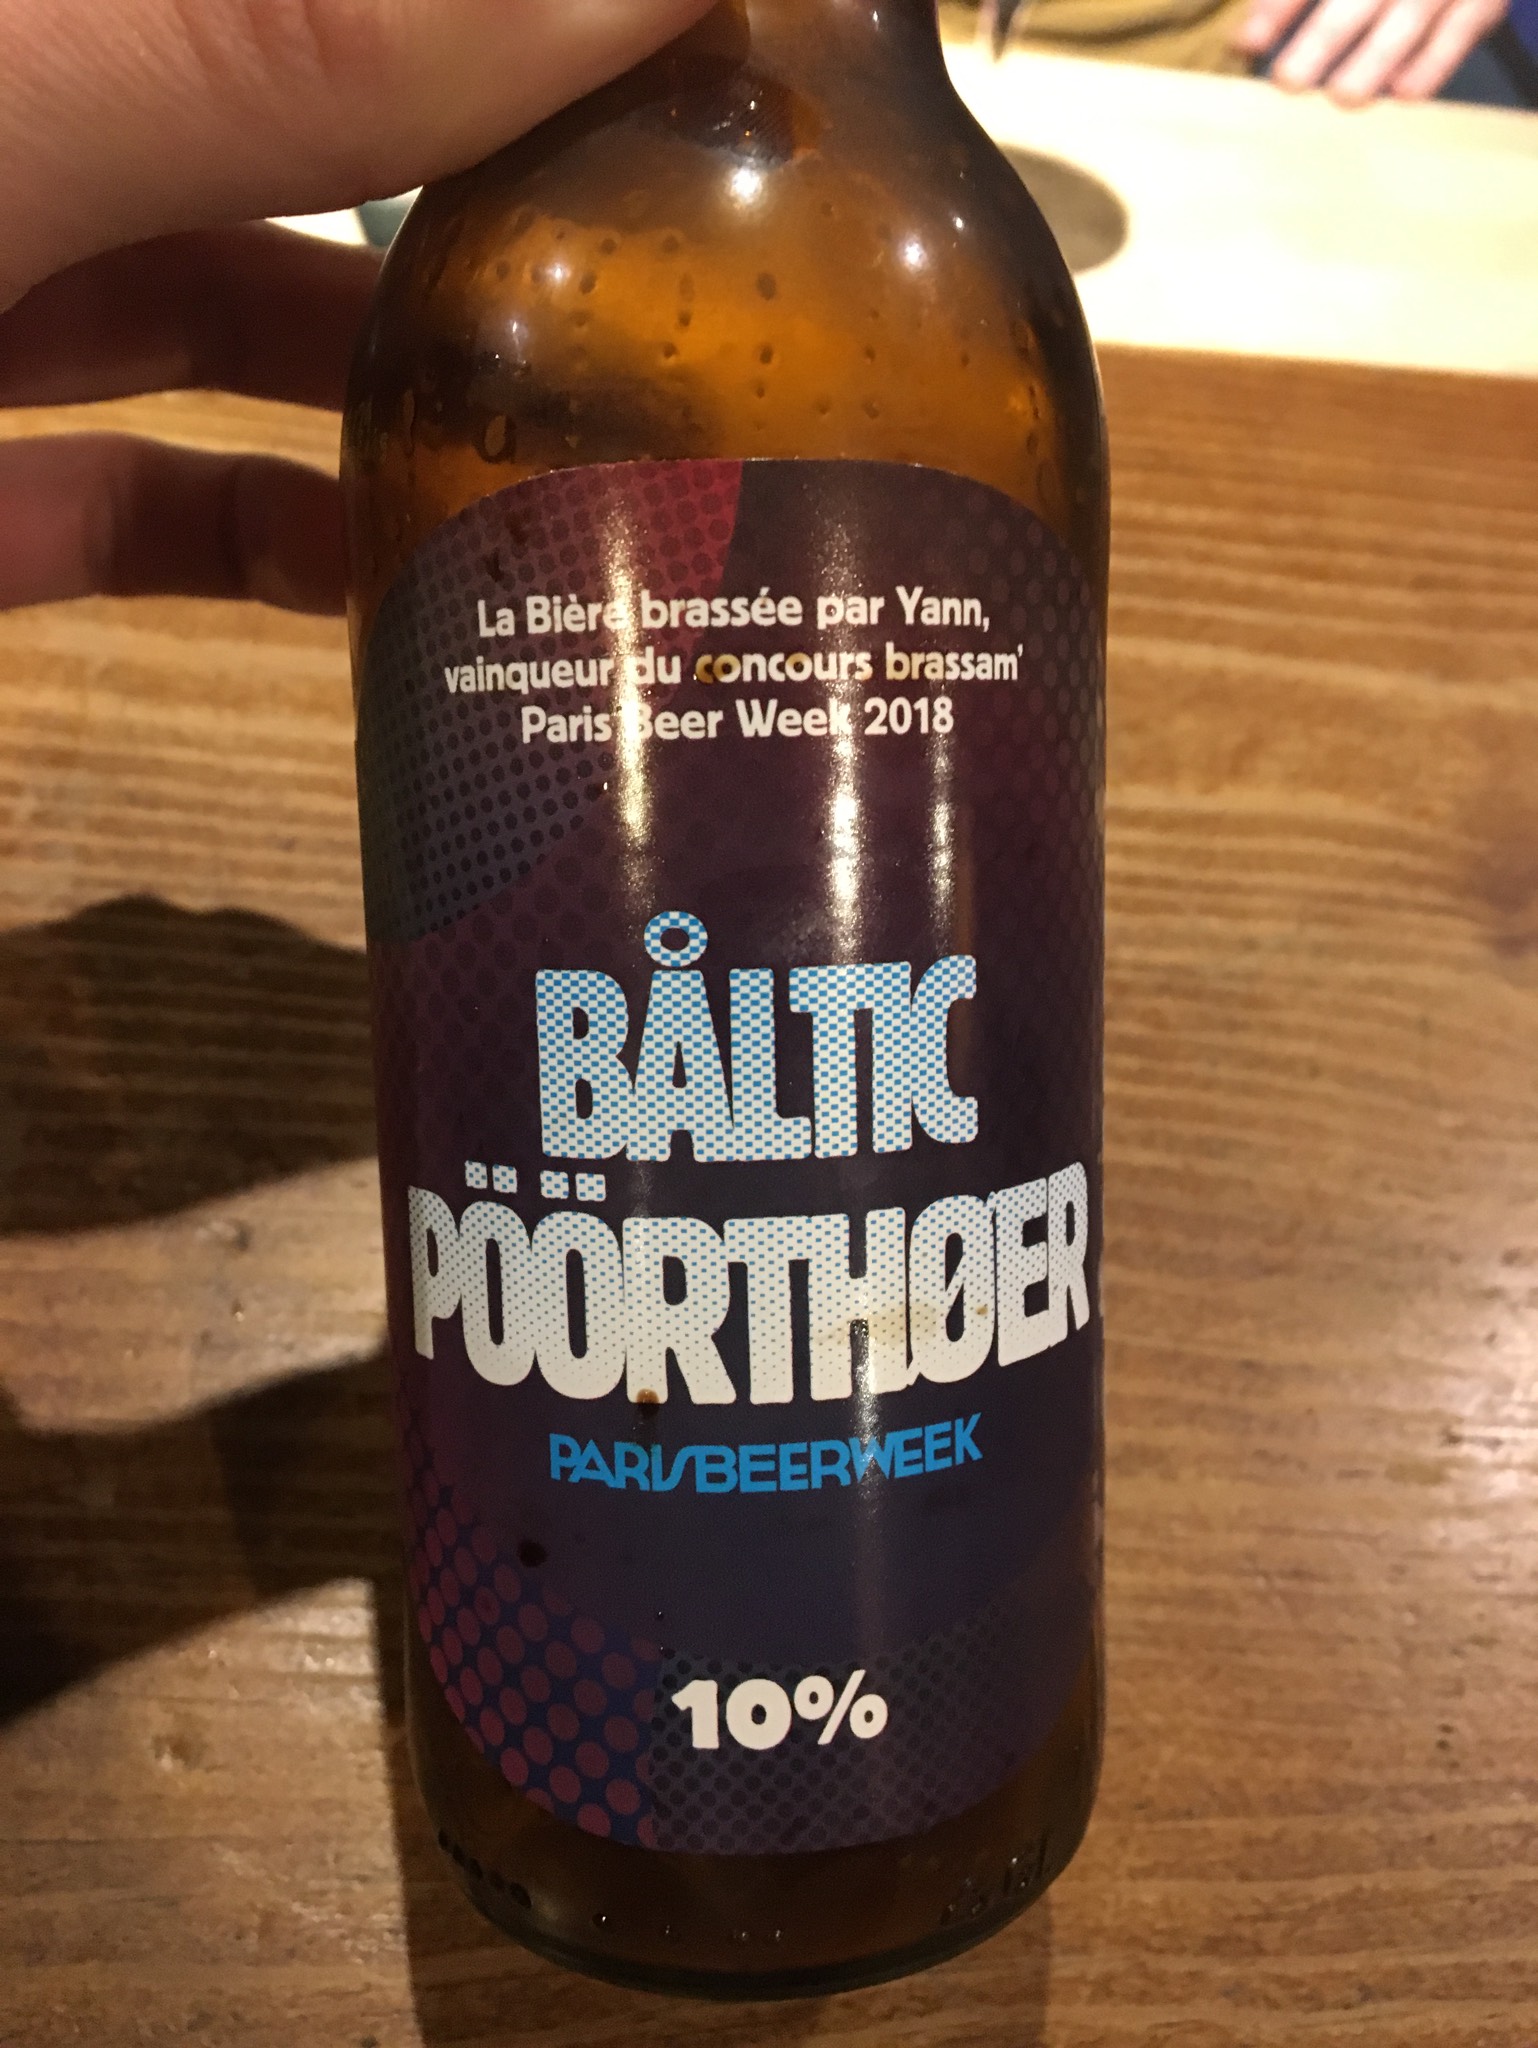 La Bière brassée par Yann,
vainqueur du concours brassam'
Paris Beer Week 2018
BÅLTIC
PÖÖRTHØER
PARISBEERWEEK
10%